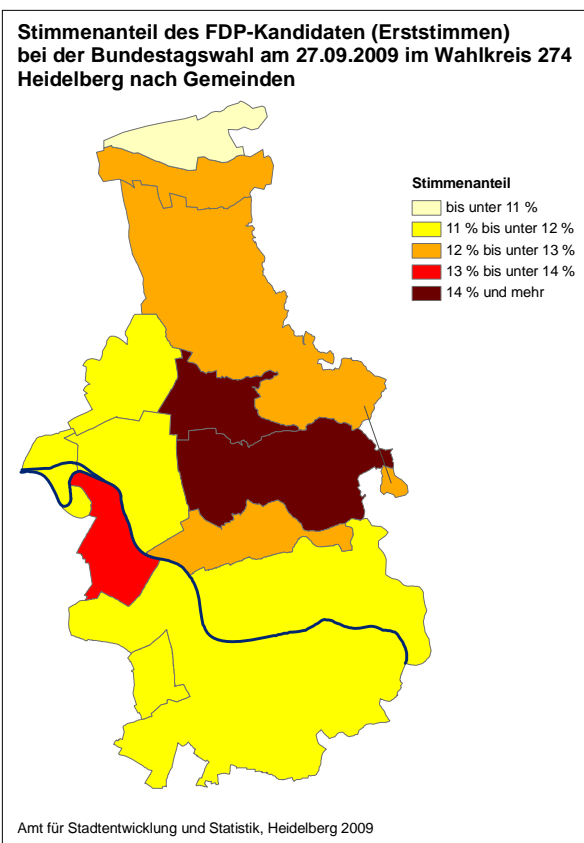 Stimmenanteil des FDP-Kandidaten (Erststimmen)
bei der Bundestagswahl am 27.09.2009 im Wahlkreis 274
Heidelberg nach Gemeinden
Stimmenanteil
bis unter 11 %
11 % bis unter 12 %
12 % bis unter 13 %
13 % bis unter 14 %
14 % und mehr
Amt für Stadtentwicklung und Statistik, Heidelberg 2009